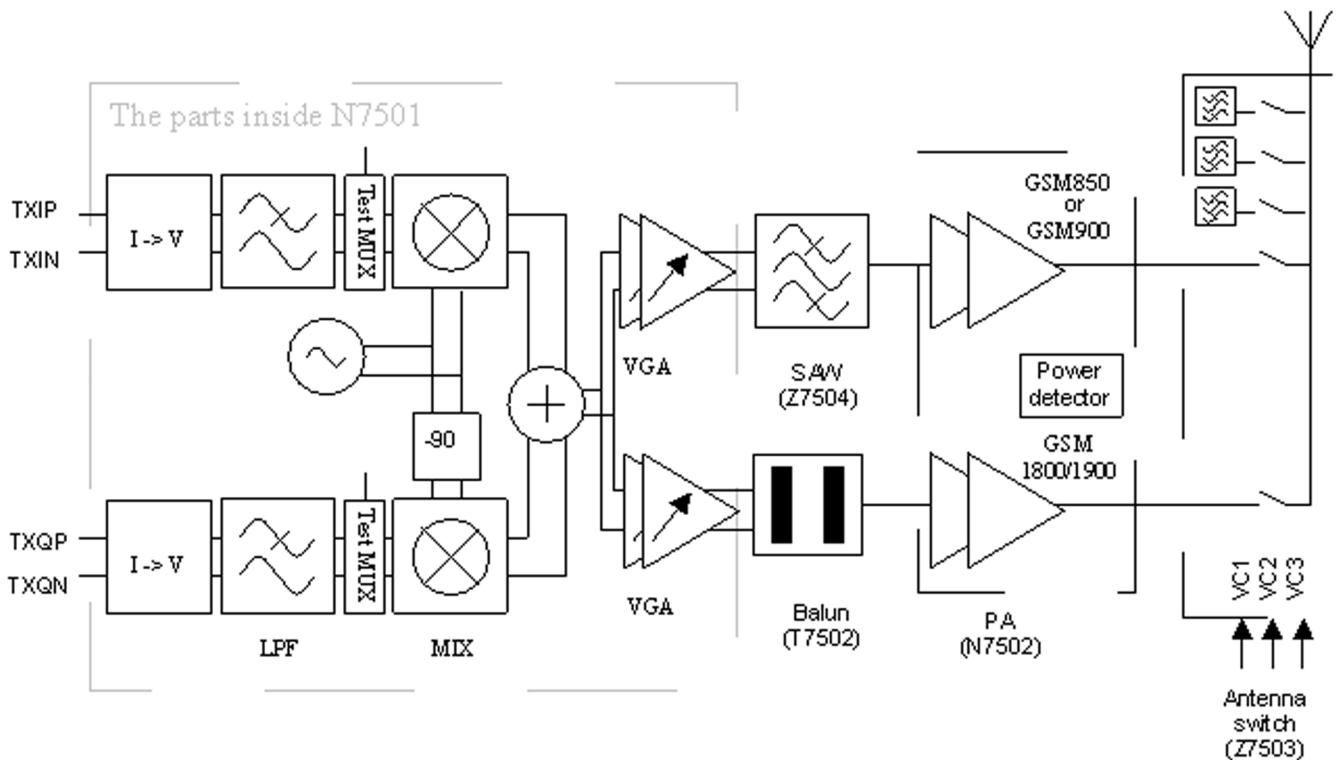 The parts inside N7501
TXIP
TXIN
I -> V
Test MUX
GSM850
or
GSM900
VGA
SAW
(Z7504)
Power
detector
-90
GSM
1800/1900
TXQP
TXQN
I -> V
Test MUX
LPF
MIX
VGA
Balun
(T7502)
PA
(N7502)
VC1
VC2
VC3
Antenna
switch
(Z7503)